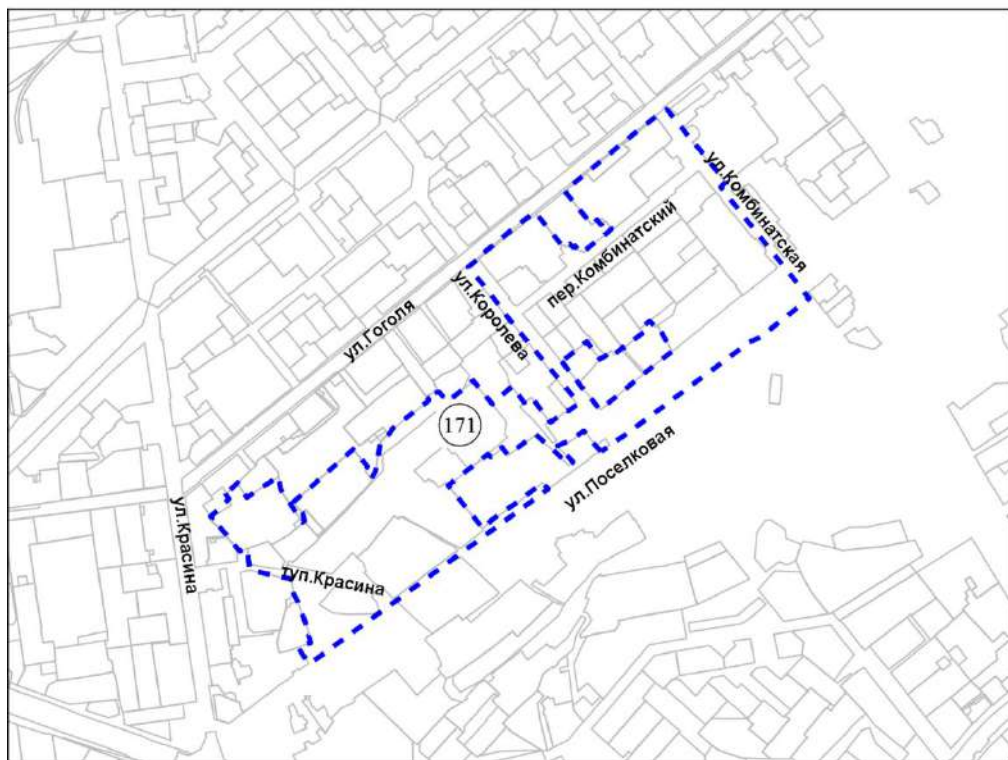 ул.Комбинатская
пер.Комбинатский
ул.Гоголя
ул.Королева
171
ул.Поселковая
ул.Красина
туп.Красина